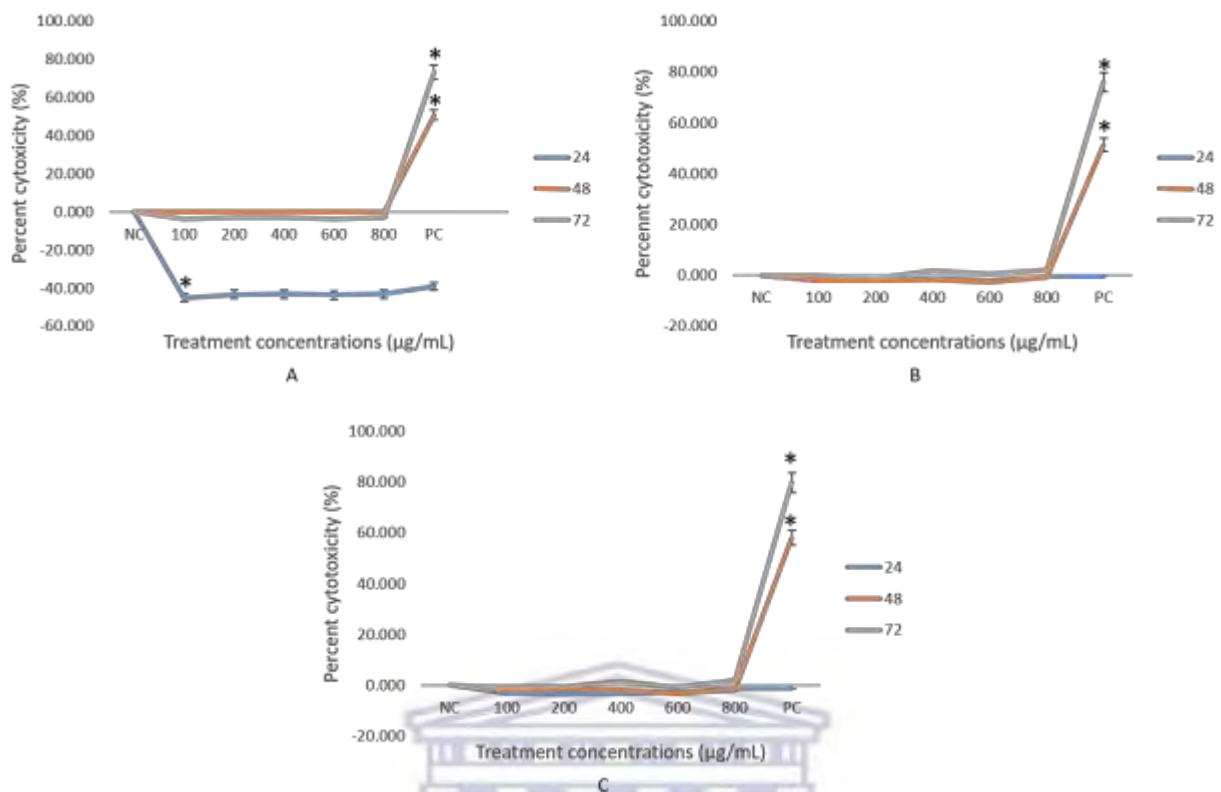 100.000
80.000
60.000
40.000
20.000
0.000
-20.000
-40.000
-60.000
Percent cytoxicity (%)
NC 100 200 400 600 800 PC
* * *
Treatment concentrations (µg/mL)
24
48
72
A
100.000
80.000
60.000
40.000
20.000
0.000
-20.000
Percennt cytotoxicity (%)
NC 100 200 400 600 800 PC
* *
Treatment concentrations (µg/mL)
24
48
72
B
100.000
80.000
60.000
40.000
20.000
0.000
-20.000
Percent cytotoxicity (%)
NC 100 200 400 600 800 PC
* *
Treatment concentrations (µg/mL)
24
48
72
C